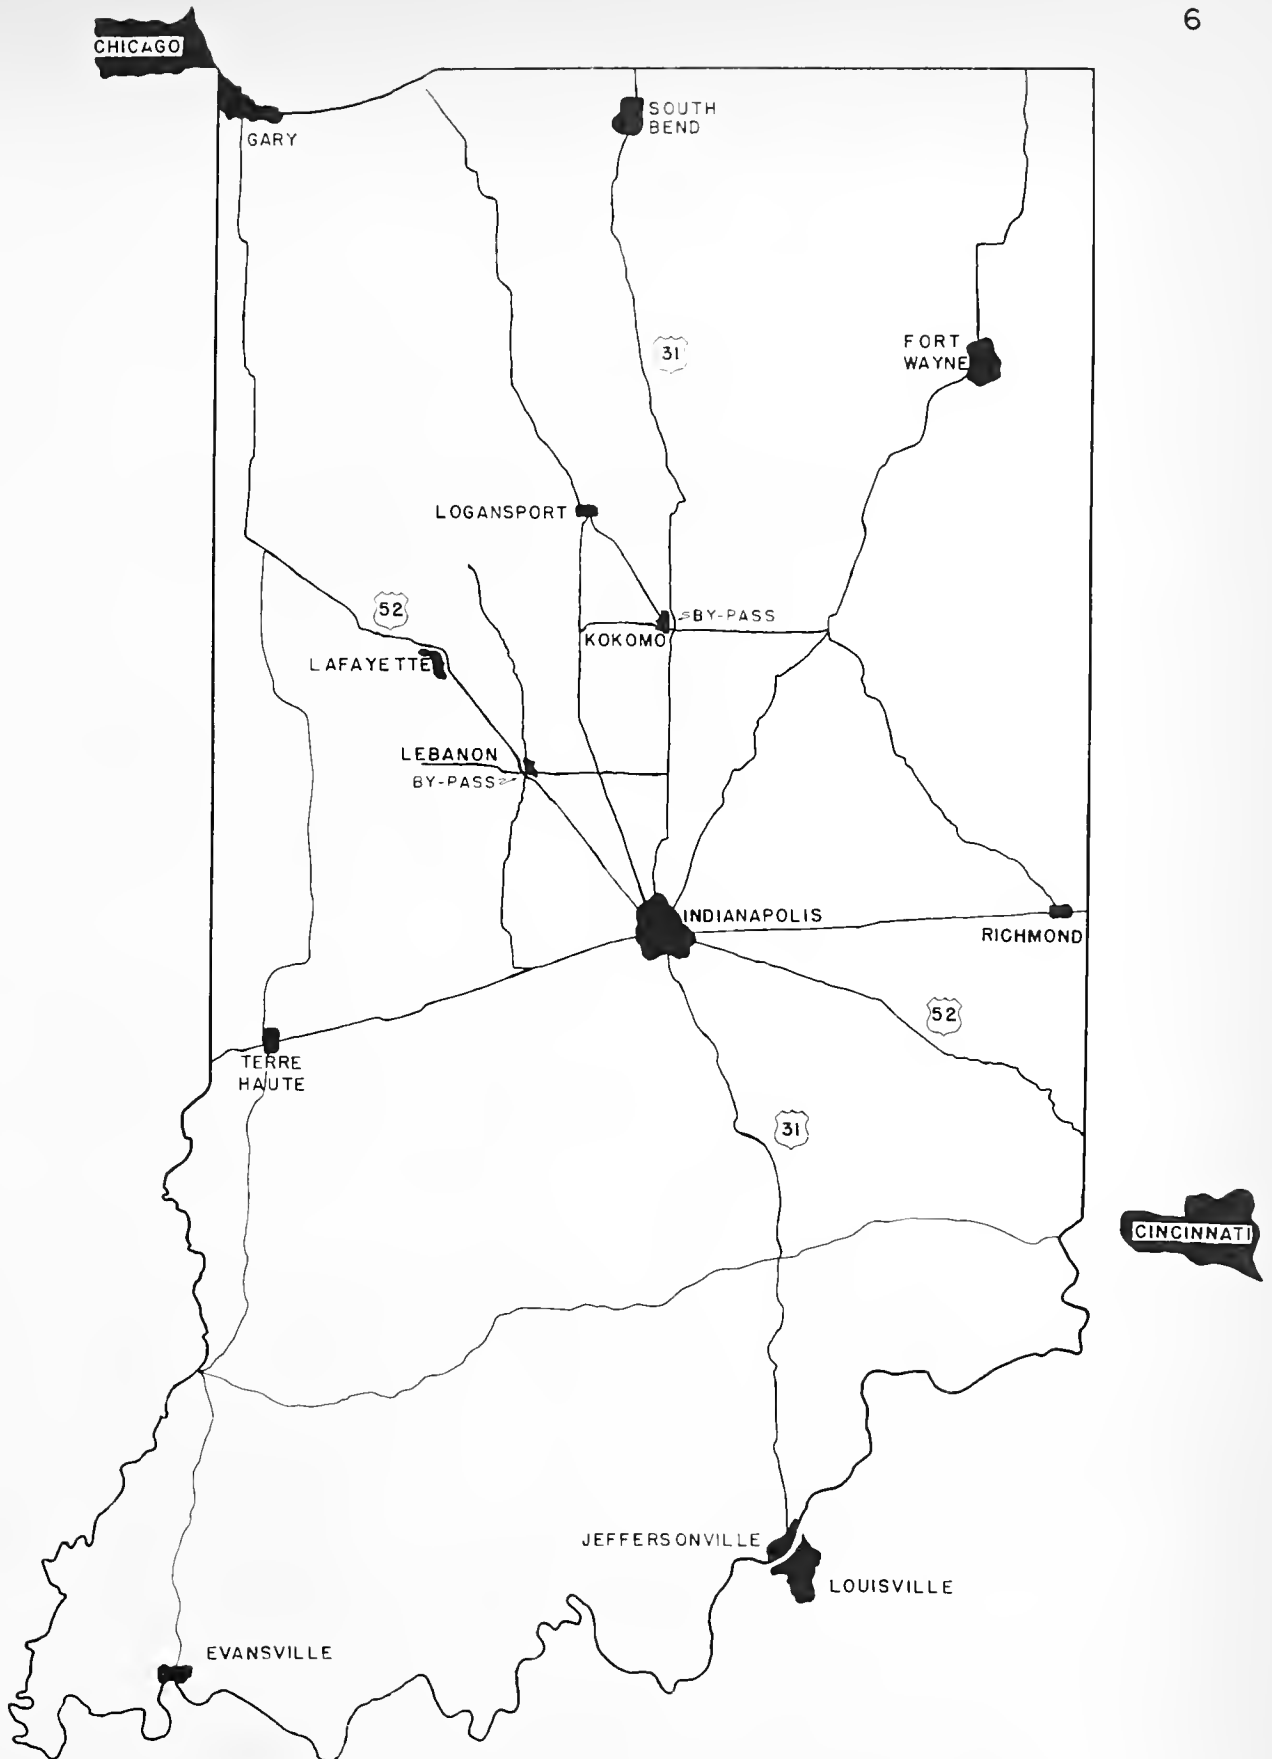 6
CHICAGO
GARY
SOUTH
BEND
31
FORT
WAYNE
LOGANSPORT
52
BY-PASS
KOKOMO
LAFAYETTE
LEBANON
BY-PASS
INDIANAPOLIS
RICHMOND
52
TERRE
HAUTE
31
CINCINNATI
JEFFERSONVILLE
LOUISVILLE
EVANSVILLE